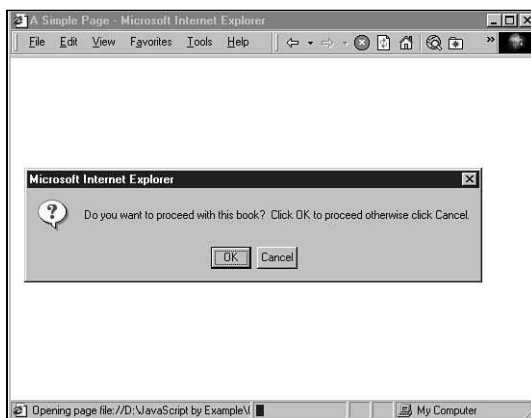 A Simple Page - Microsoft Internet Explorer
File Edit View Favorites Tools Help »
Microsoft Internet Explorer
?
Do you want to proceed with this book? Click OK to proceed otherwise click Cancel.
OK Cancel
Opening page file://D:\JavaScript by Example\ My Computer